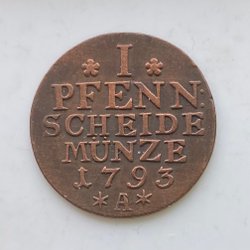 * I *
PFENN:
SCHEIDE
MÜNZE
1793
*A*